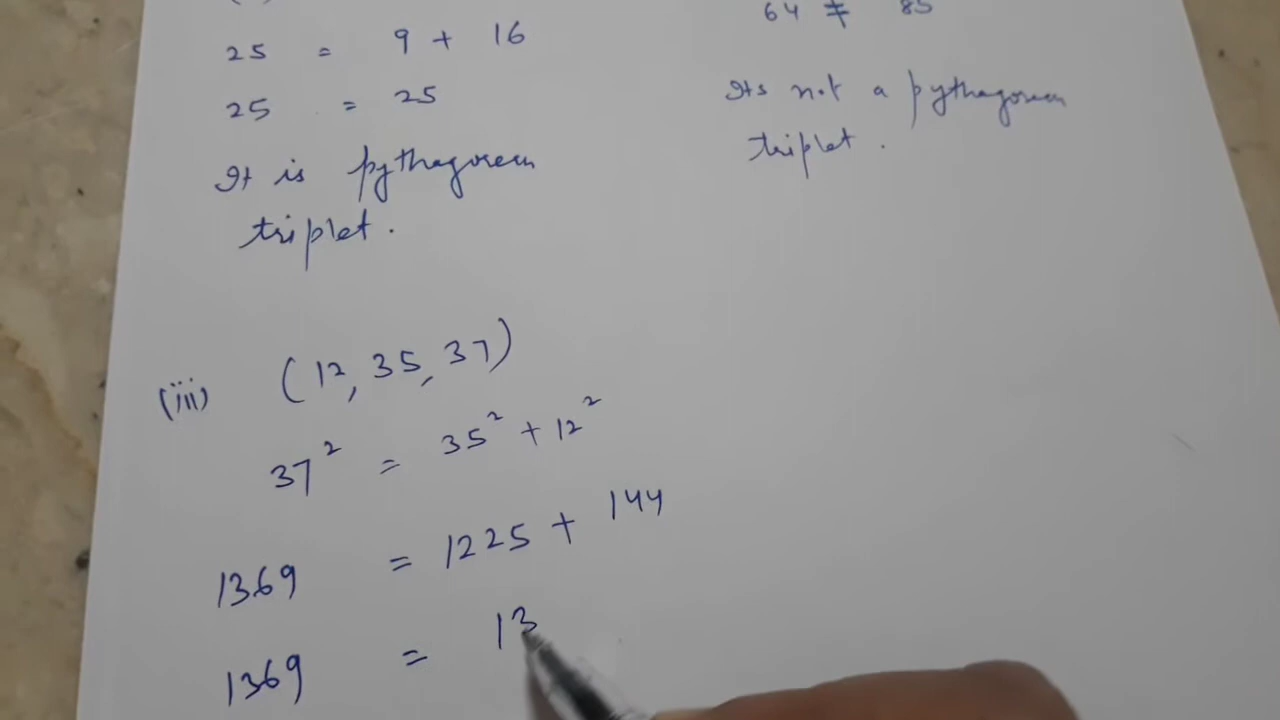 25 = 9 + 16
25 = 25
It is pythagorean
triplet.
64 ≠ 85
Its not a pythagorean
triplet.
(iii) (12, 35, 37)
37² = 35² + 12²
1369 = 1225 + 144
1369 = 13